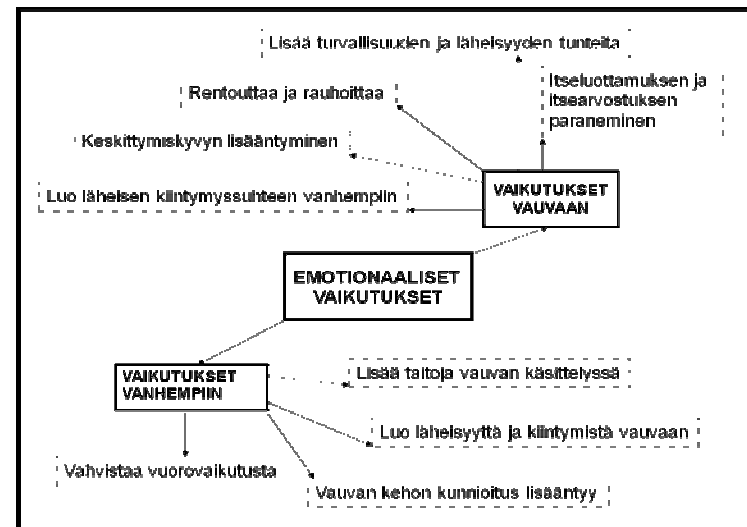 Lisää turvallisuuden ja läheisyyden tunteita
Itseluottamuksen ja
itsearvostuksen
paraneminen
Rentouttaa ja rauhoittaa
Keskittymiskyvyn lisääntyminen
Luo läheisen kiintymyssuhteen vanhempiin
VAIKUTUKSET
VAUVAAN
EMOTIONAALISET
VAIKUTUKSET
VAIKUTUKSET
VANHEMPIIN
Lisää taitoja vauvan käsittelyssä
Luo läheisyyttä ja kiintymistä vauvaan
Vahvistaa vuorovaikutusta
Vauvan kehon kunnioitus lisääntyy